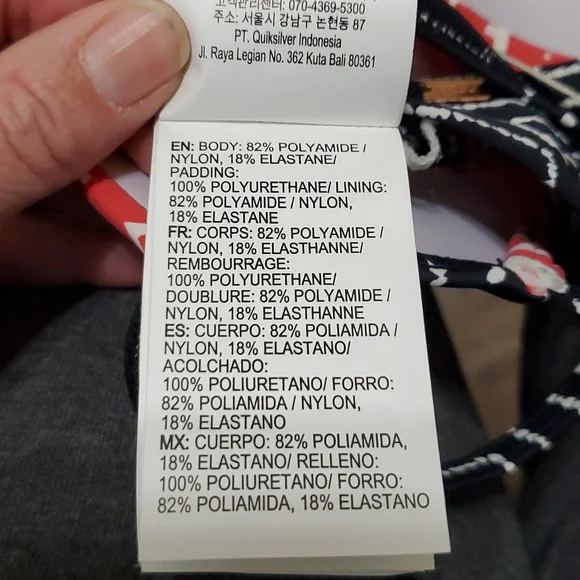 고객관리센터: 070-4369-5300
주소: 서울시 강남구 논현동 87
PT. Quiksilver Indonesia
Jl. Raya Legian No. 362 Kuta Bali 80361
EN: BODY: 82% POLYAMIDE /
NYLON, 18% ELASTANE/
PADDING:
100% POLYURETHANE/ LINING:
82% POLYAMIDE / NYLON,
18% ELASTANE
FR: CORPS: 82% POLYAMIDE /
NYLON, 18% ELASTHANNE/
REMBOURRAGE:
100% POLYURETHANE/
DOUBLURE: 82% POLYAMIDE /
NYLON, 18% ELASTHANNE
ES: CUERPO: 82% POLIAMIDA /
NYLON, 18% ELASTANO/
ACOLCHADO:
100% POLIURETANO/ FORRO:
82% POLIAMIDA / NYLON,
18% ELASTANO
MX: CUERPO: 82% POLIAMIDA,
18% ELASTANO/ RELLENO:
100% POLIURETANO/ FORRO:
82% POLIAMIDA, 18% ELASTANO